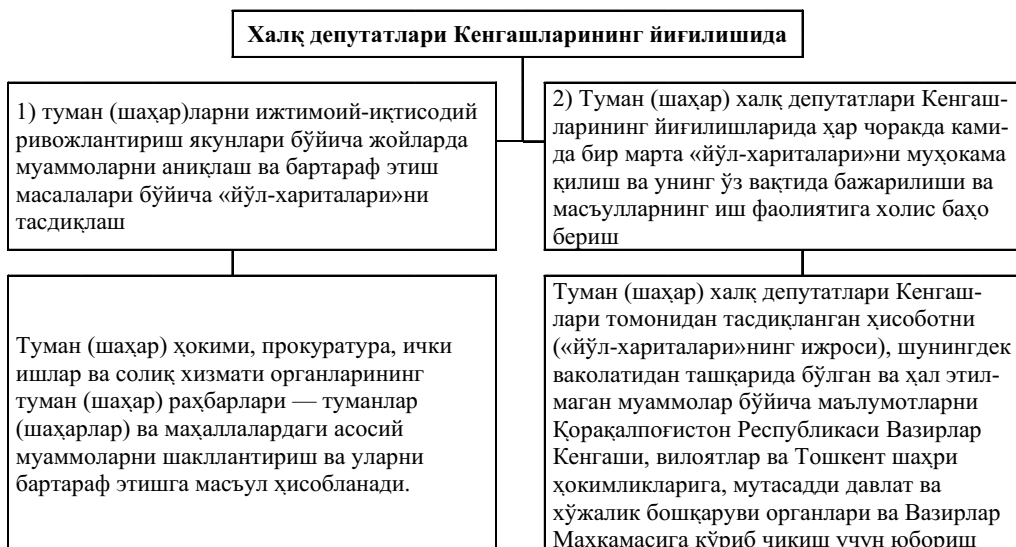 Халқ депутатлари Кенгашларининг йиғилишида
1) туман (шаҳар)ларни ижтимоий-иқтисодий
ривожлантириш якунлари бўйича жойларда
муаммоларни аниқлаш ва бартараф этиш
масалалари бўйича «йўл-хариталари»ни
тасдиқлаш
2) Туман (шаҳар) халқ депутатлари Кенгаш-
ларининг йиғилишларида ҳар чоракда ками-
да бир марта «йўл-хариталари»ни муҳокама
қилиш ва унинг ўз вақтида бажарилиши ва
масъулларнинг иш фаолиятига холис баҳо
бериш
Туман (шаҳар) ҳокими, прокуратура, ички
ишлар ва солиқ хизмати органларининг
туман (шаҳар) раҳбарлари — туманлар
(шаҳарлар) ва маҳаллалардаги асосий
муаммоларни шакллантириш ва уларни
бартараф этишга масъул ҳисобланади.
Туман (шаҳар) халқ депутатлари Кенгаш-
лари томонидан тасдиқланган ҳисоботни
(«йўл-хариталари»нинг ижроси), шунингдек
ваколатидан ташқарида бўлган ва ҳал этил-
маган муаммолар бўйича маълумотларни
Қорақалпоғистон Республикаси Вазирлар
Кенгаши, вилоятлар ва Тошкент шаҳри
ҳокимликларига, мутасадди давлат ва
хўжалик бошқаруви органлари ва Вазирлар
Маҳкамасига кўриб чиқиш учун юбориш